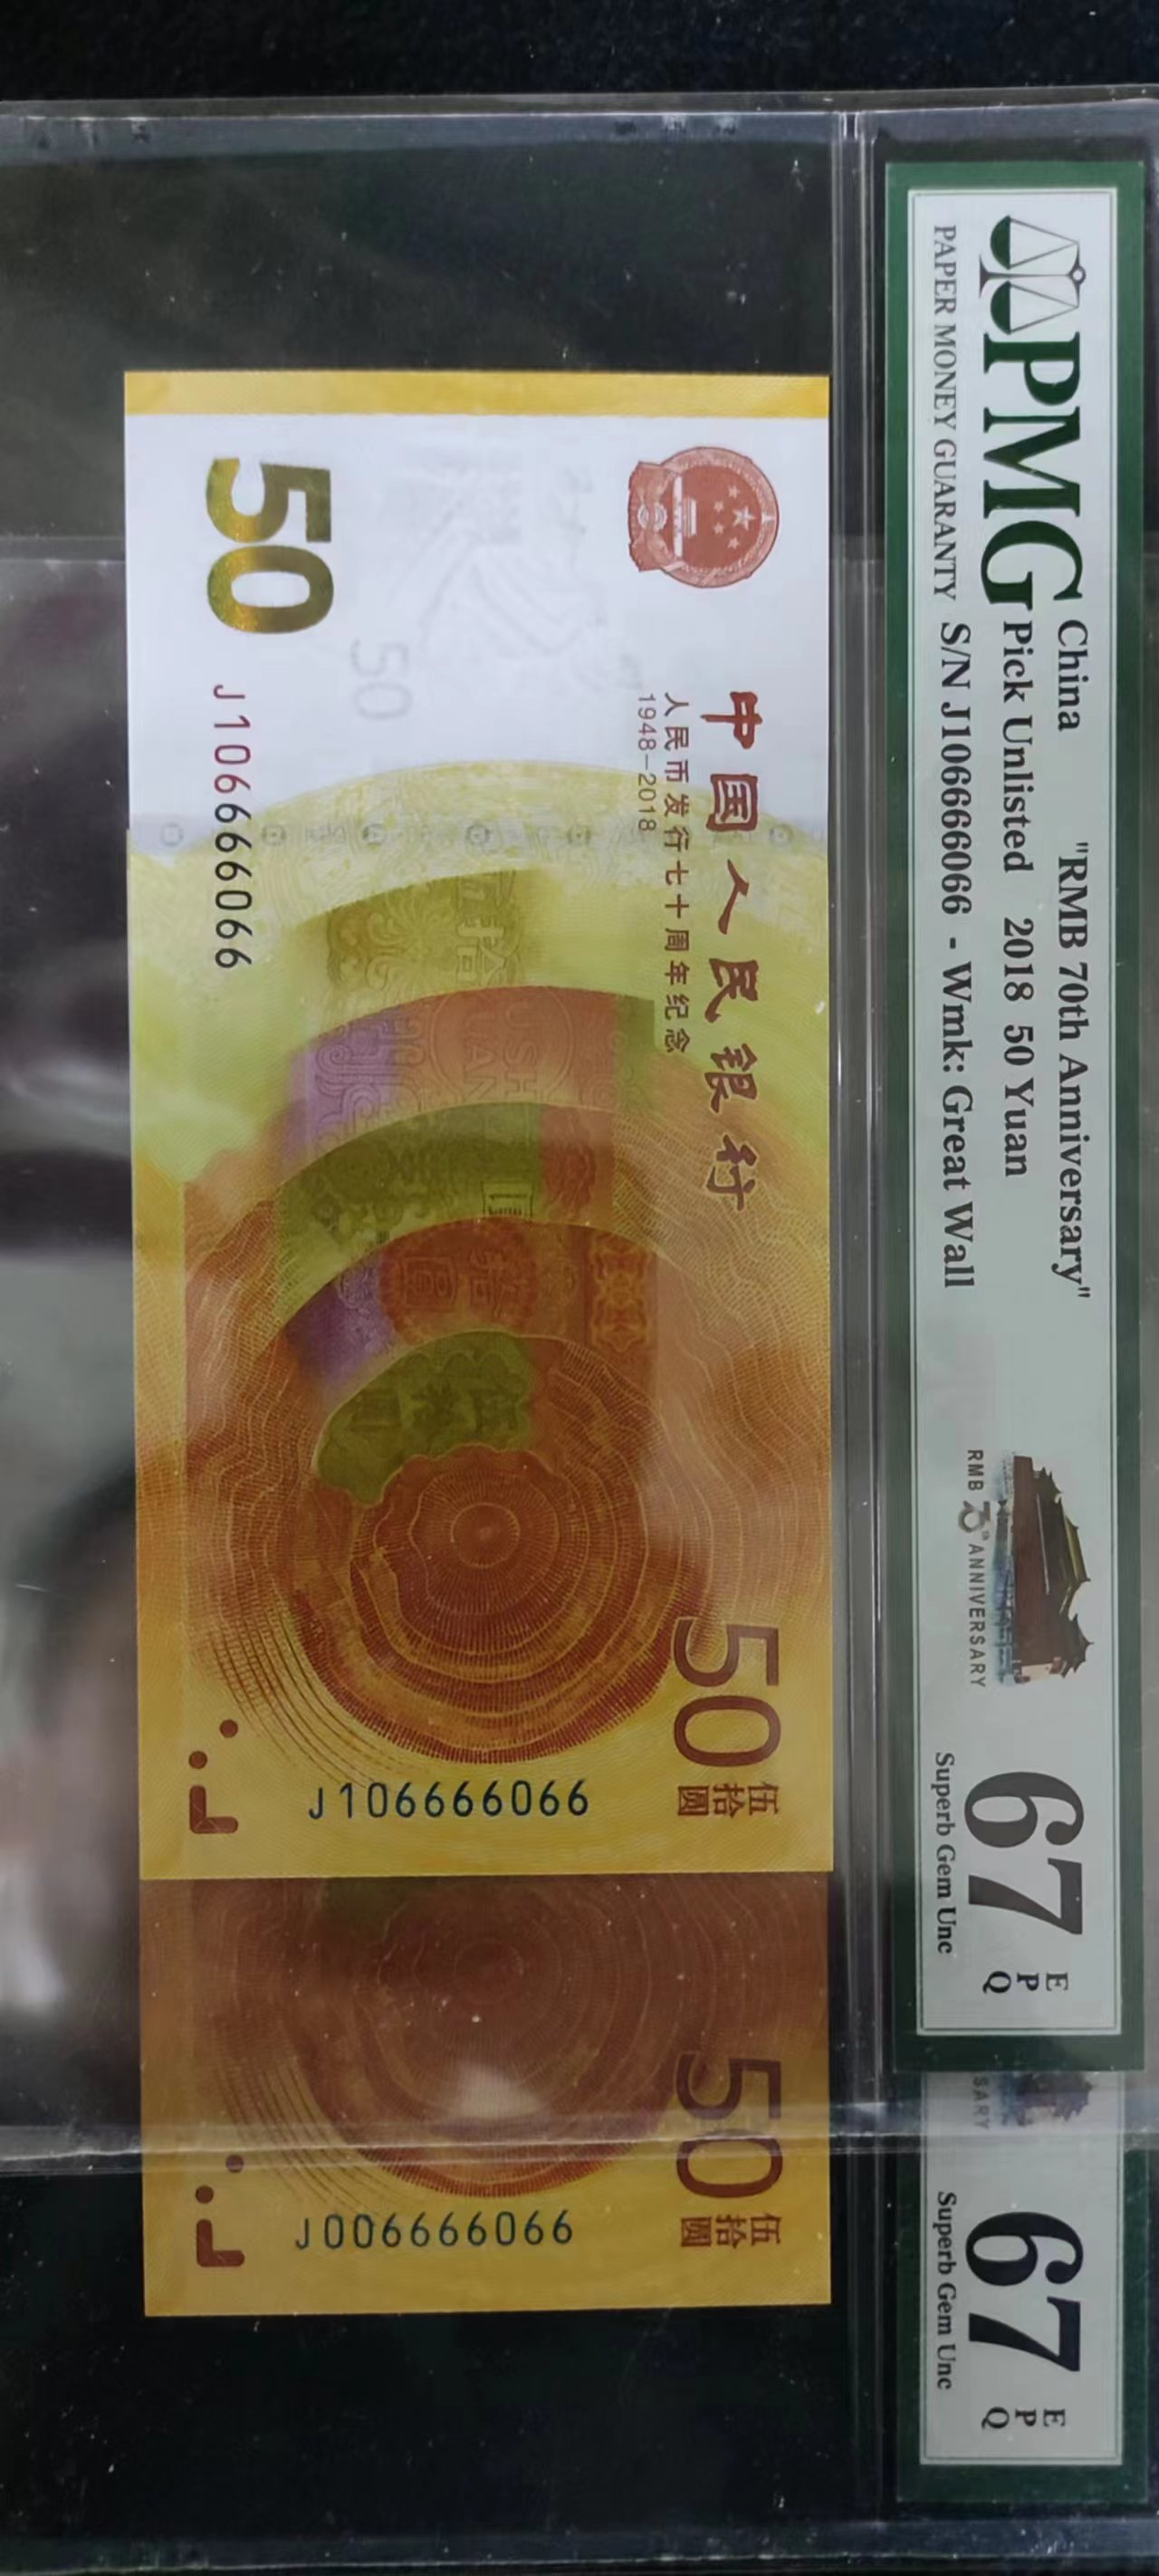 PMG
PAPER MONEY GUARANTY
China "RMB 70th Anniversary"
Pick Unlisted 2018 50 Yuan
S/N J106666066 - Wmk: Great Wall
RMB 70th ANNIVERSARY
67
E
P
Q
Superb Gem Unc
中国人民银行
人民币发行七十周年纪念
1948-2018
50
50
J106666066
50
伍
拾
圆
J106666066
SARY
67
E
P
Q
Superb Gem Unc
50
伍
拾
圆
J006666066